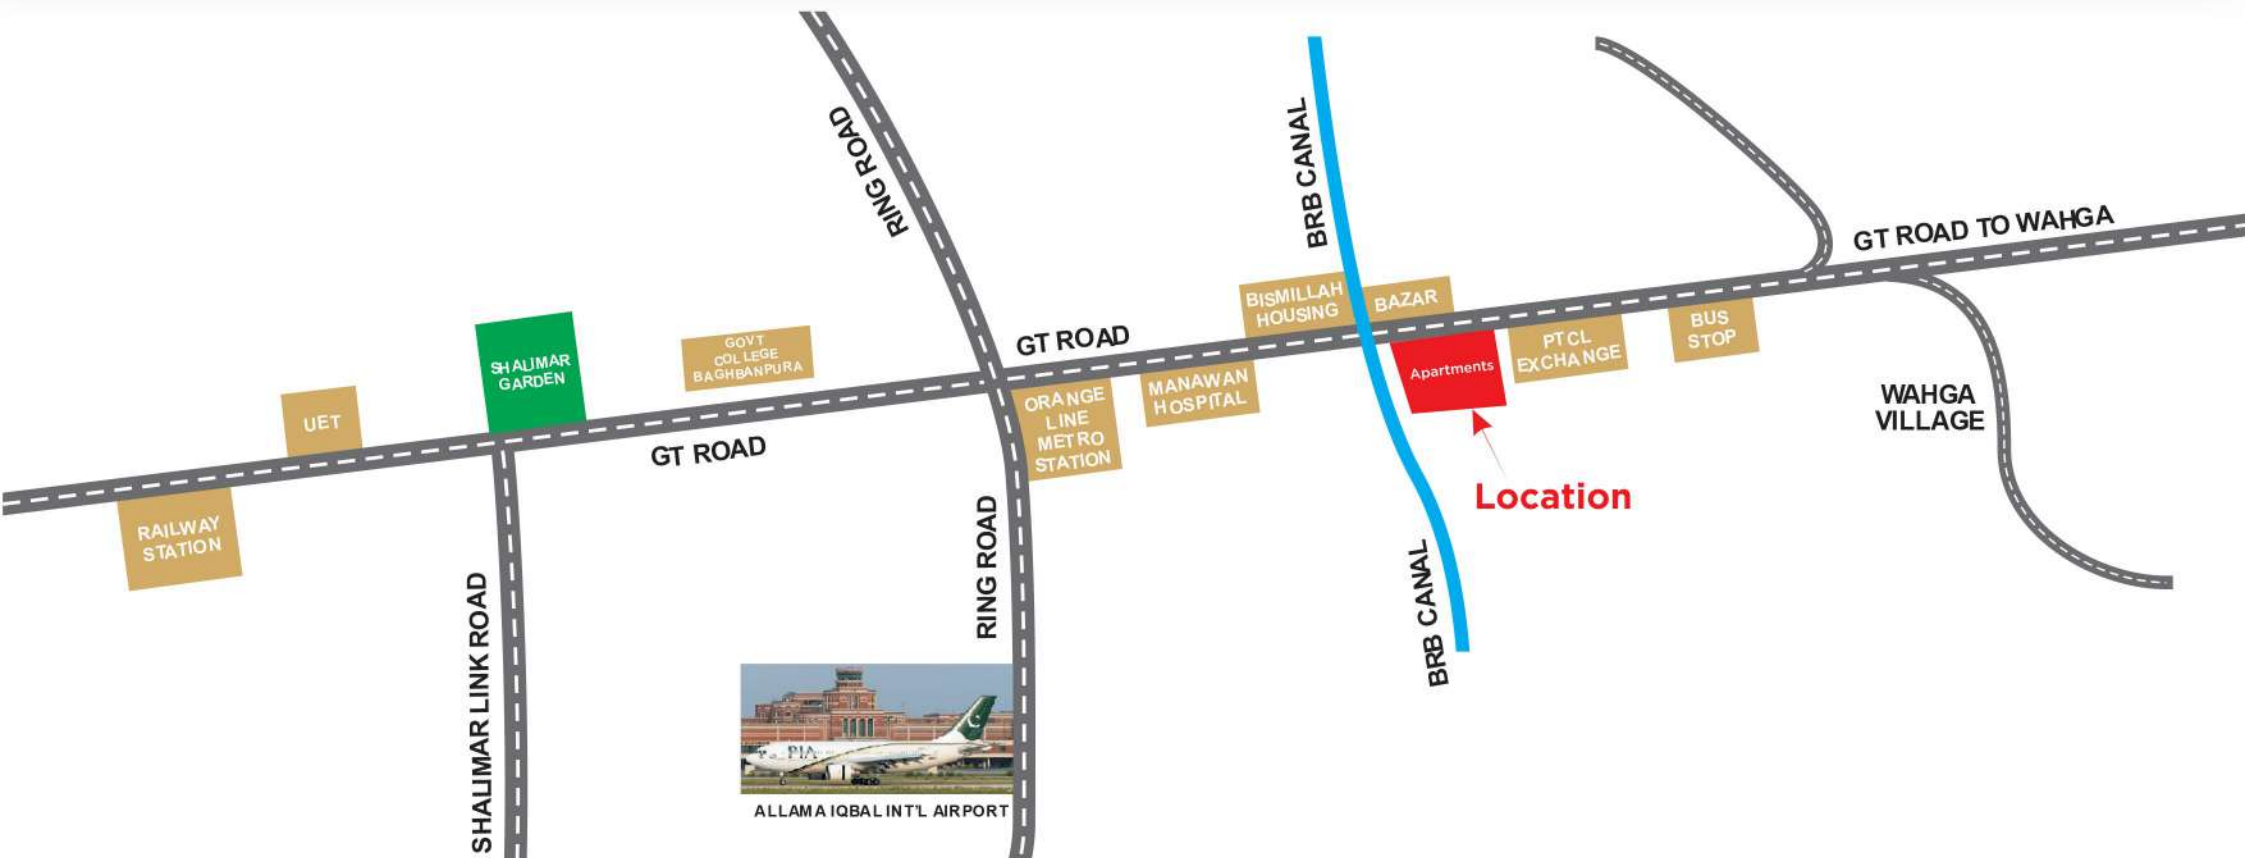 RING ROAD
BRB CANAL
GT ROAD TO WAHGA
BISMILLAH
HOUSING
BAZAR
SHALIMAR
GARDEN
GOVT
COLLEGE
BAGHBANPURA
GT ROAD
UET
GT ROAD
ORANGE
LINE
METRO
STATION
MANAWAN
HOSPITAL
Apartments
PTCL
EXCHANGE
BUS
STOP
WAHGA
VILLAGE
RAILWAY
STATION
Location
RING ROAD
BRB CANAL
SHALIMAR LINK ROAD
PIA
ALLAMA IQBAL INT'L AIRPORT